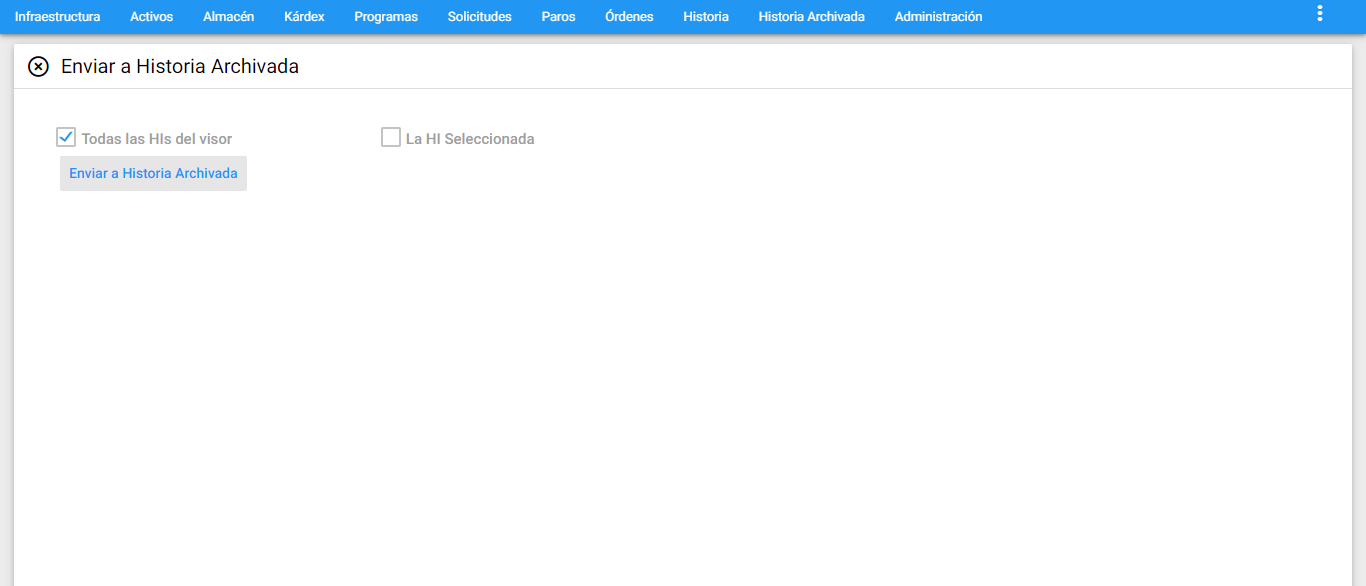 Infraestructura Activos Almacén Kárdex Programas Solicitudes Paros Órdenes Historia Historia Archivada Administración
Enviar a Historia Archivada
Todas las HIs del visor La HI Seleccionada
Enviar a Historia Archivada